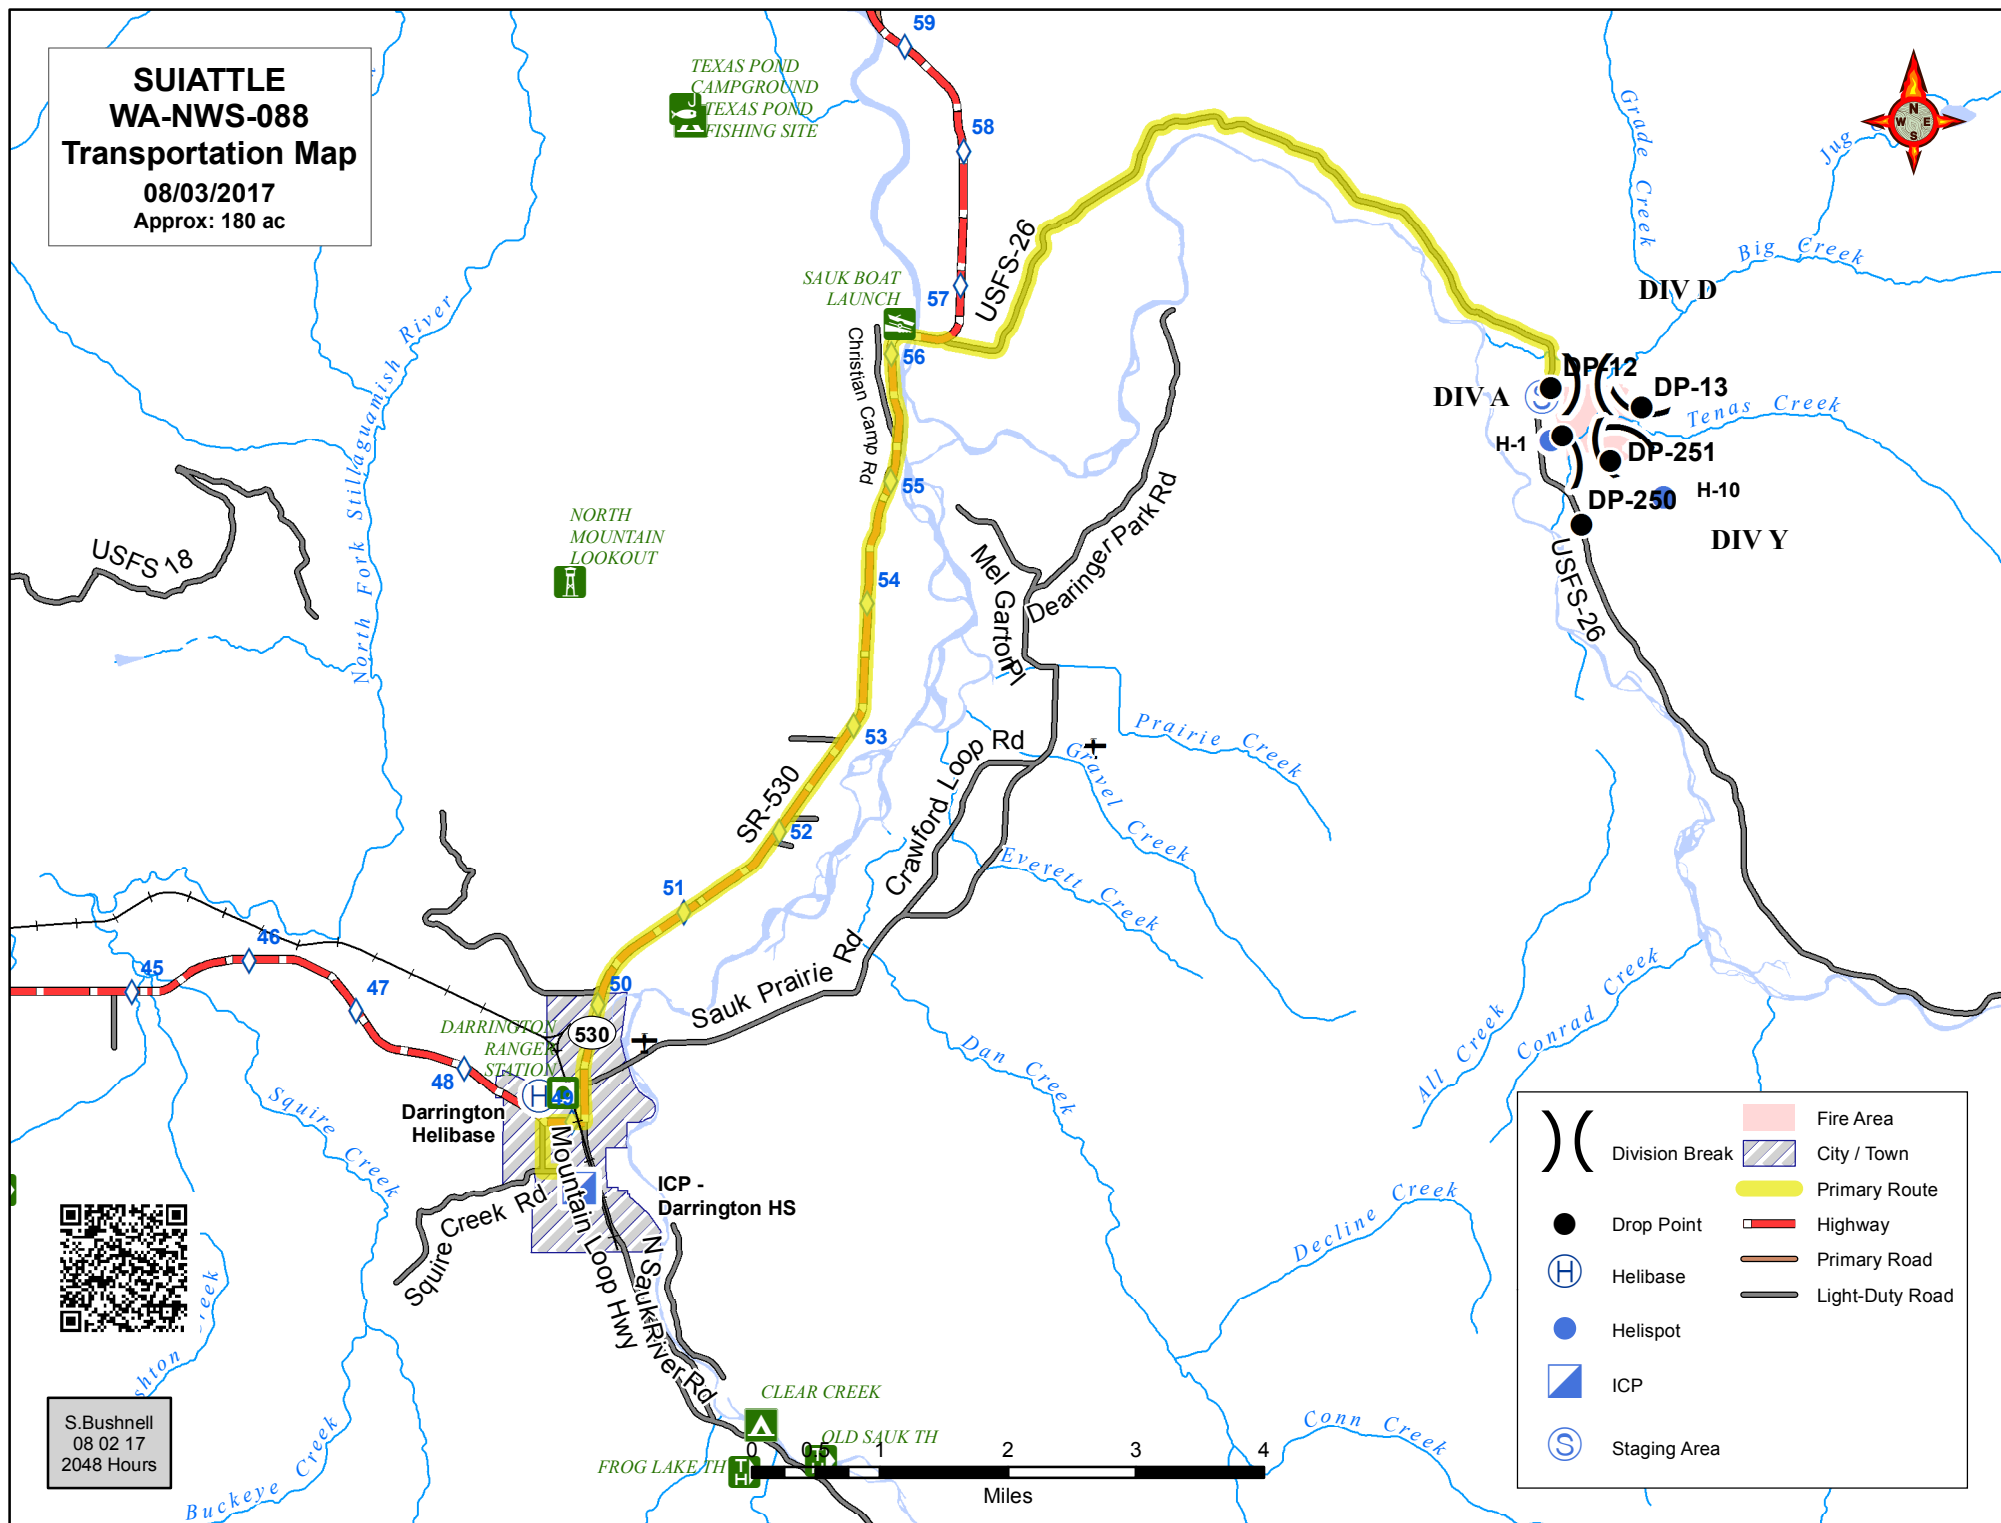 SUIATTLE
WA-NWS-088
Transportation Map
08/03/2017
Approx: 180 ac
59
58
57
56
55
54
53
52
51
50
49
48
47
46
45
TEXAS POND
CAMPGROUND
TEXAS POND
FISHING SITE
SAUK BOAT
LAUNCH
NORTH
MOUNTAIN
LOOKOUT
USFS-26
Christian Camp Rd
North Fork Stillaguamish River
USFS 18
Grade Creek
Jug
Big Creek
N
W E
S
DIV D
DIV A
DP-12
DP-13
Tenas Creek
H-1
DP-251
H-10
DP-250
DIV Y
USFS-26
Mel Garton Pl
Dearinger Park Rd
Prairie Creek
Gravel Creek
Crawford Loop Rd
Everett Creek
SR-530
Sauk Prairie Rd
530
DARRINGTON
RANGER
STATION
H
Darrington
Helibase
Squire Creek
Squire Creek Rd
Mountain Loop Hwy
ICP -
Darrington HS
N Sauk River Rd
Dan Creek
All Creek
Conrad Creek
Decline Creek
Conn Creek
shton Creek
Buckeye Creek
CLEAR CREEK
OLD SAUK TH
FROG LAKE TH
T
H
0 0.5 1 2 3 4
Miles
S.Bushnell
08 02 17
2048 Hours
Division Break
Drop Point
H Helibase
Helispot
ICP
S Staging Area
Fire Area
City / Town
Primary Route
Highway
Primary Road
Light-Duty Road